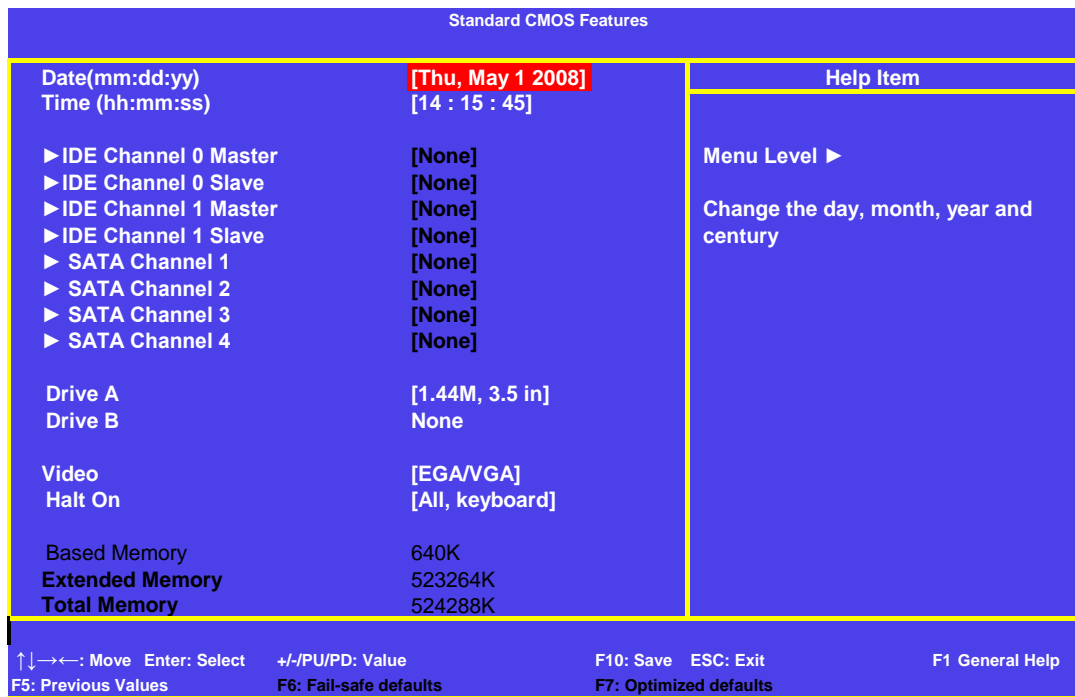 Standard CMOS Features
Date(mm:dd:yy) [Thu, May 1 2008]
Time (hh:mm:ss) [14 : 15 : 45]
►IDE Channel 0 Master [None]
►IDE Channel 0 Slave [None]
►IDE Channel 1 Master [None]
►IDE Channel 1 Slave [None]
► SATA Channel 1 [None]
► SATA Channel 2 [None]
► SATA Channel 3 [None]
► SATA Channel 4 [None]
Drive A [1.44M, 3.5 in]
Drive B None
Video [EGA/VGA]
Halt On [All, keyboard]
Based Memory 640K
Extended Memory 523264K
Total Memory 524288K
Help Item
Menu Level ►
Change the day, month, year and
century
↑↓→←: Move Enter: Select +/-/PU/PD: Value F10: Save ESC: Exit F1 General Help
F5: Previous Values F6: Fail-safe defaults F7: Optimized defaults